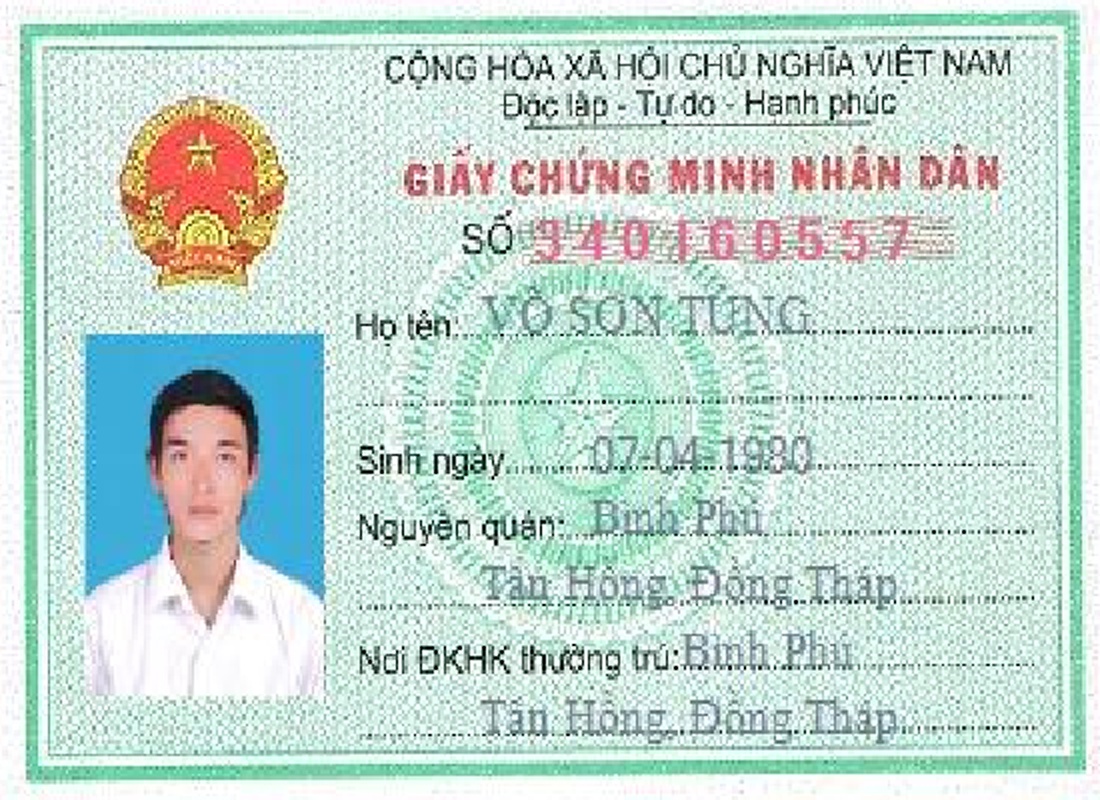 CỘNG HÒA XÃ HỘI CHỦ NGHĨA VIỆT NAM
Độc lập - Tự do - Hạnh phúc
GIẤY CHỨNG MINH NHÂN DÂN
SỐ 340160557
Họ tên: VÕ SƠN TÙNG
Sinh ngày 07-04-1980
Nguyên quán: Bình Phú
Tân Hồng, Đồng Tháp
Nơi ĐKHK thường trú: Bình Phú
Tân Hồng, Đồng Tháp